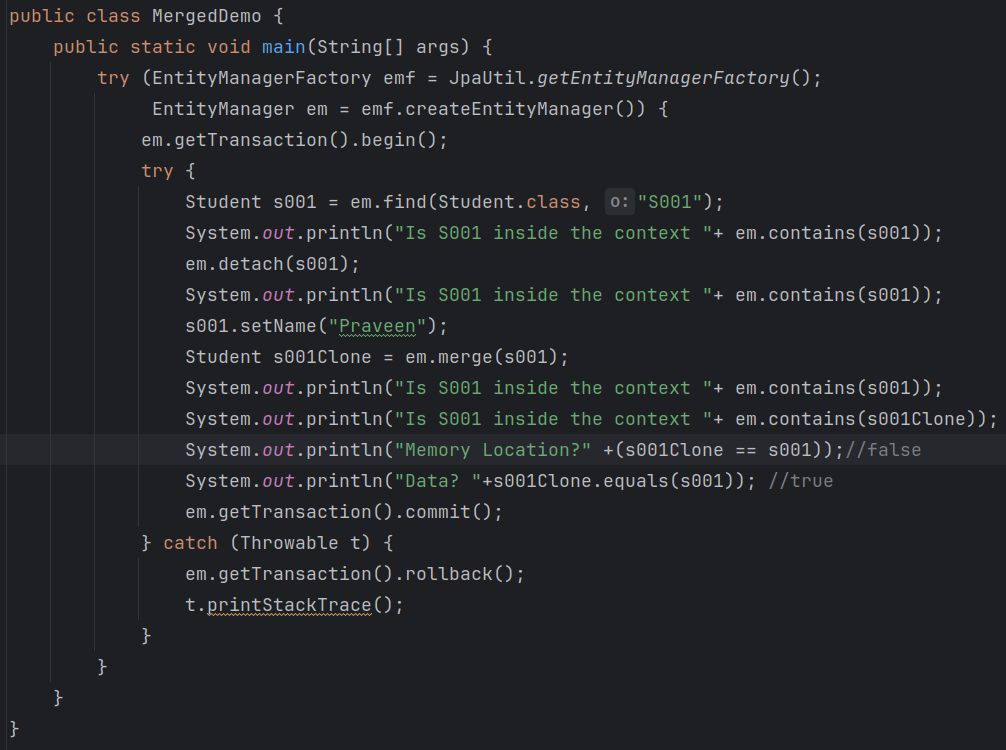 public class MergedDemo {
    public static void main(String[] args) {
        try (EntityManagerFactory emf = JpaUtil.getEntityManagerFactory();
             EntityManager em = emf.createEntityManager()) {
            em.getTransaction().begin();
            try {
                Student s001 = em.find(Student.class, o: "S001");
                System.out.println("Is S001 inside the context "+ em.contains(s001));
                em.detach(s001);
                System.out.println("Is S001 inside the context "+ em.contains(s001));
                s001.setName("Praveen");
                Student s001Clone = em.merge(s001);
                System.out.println("Is S001 inside the context "+ em.contains(s001));
                System.out.println("Is S001 inside the context "+ em.contains(s001Clone));
                System.out.println("Memory Location?" +(s001Clone == s001));//false
                System.out.println("Data? "+s001Clone.equals(s001)); //true
                em.getTransaction().commit();
            } catch (Throwable t) {
                em.getTransaction().rollback();
                t.printStackTrace();
            }
        }
    }
}